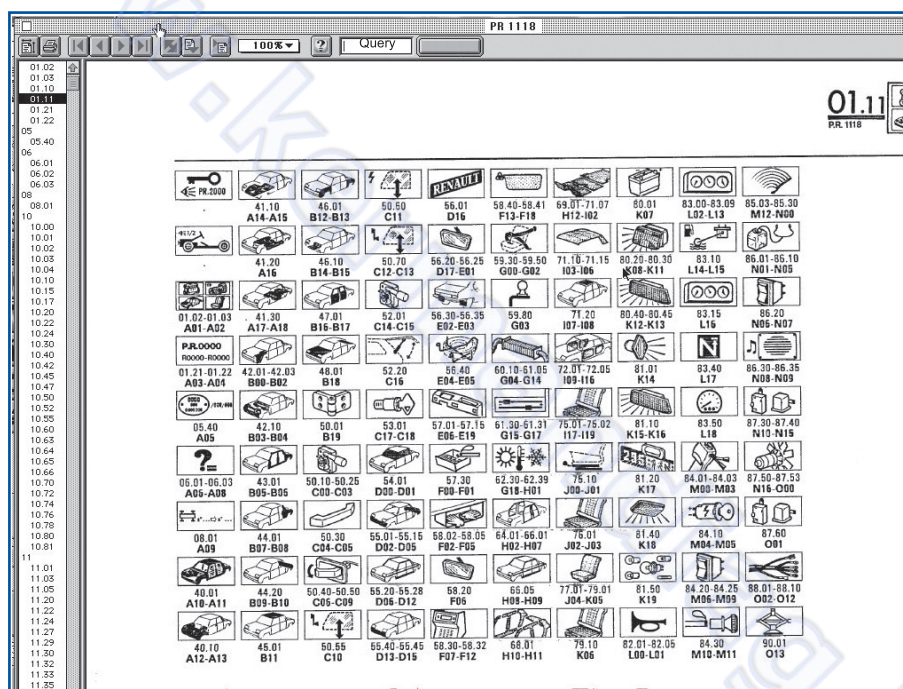 PR 1118
100%
?
Query
01.02
01.03
01.10
01.11
01.21
01.22
05
05.40
06
06.01
06.02
06.03
08
08.01
10
10.00
10.01
10.02
10.03
10.04
10.10
10.15
10.17
10.20
10.22
10.24
10.30
10.40
10.42
10.45
10.47
10.50
10.52
10.55
10.60
10.63
10.64
10.65
10.66
10.70
10.72
10.74
10.76
10.78
10.80
10.81
11
11.01
11.03
11.05
11.20
11.22
11.24
11.27
11.29
11.30
11.32
11.33
11.35
01.11
P.R. 1118
PR.2000 RENAULT
41.10 46.01 50.60 56.01 58.40-58.41 69.01-71.07 80.01 83.00-83.09 85.03-85.30
A14-A15 B12-B13 C11 D16 F13-F18 H12-I02 K07 L02-L13 M12-N00
41.20 46.10 50.70 56.20-56.25 59.30-59.50 71.10-71.15 80.20-80.30 83.10 86.01-86.10
A16 B14-B15 C12-C13 D17-E01 G00-G02 I03-I06 K08-K11 L14-L15 N01-N05
01.02-01.03 41.30 47.01 52.01 56.30-56.35 59.80 71.20 80.40-80.45 83.15 86.20
A01-A02 A17-A18 B16-B17 C14-C15 E02-E03 G03 I07-I08 K12-K13 L16 N06-N07
P.R.0000
R0000-R0000
N
01.21-01.22 42.01-42.03 48.01 52.20 56.40 60.10-61.05 72.01-72.05 81.01 83.40 86.30-86.35
A03-A04 B00-B02 B18 C16 E04-E05 G04-G14 I09-I16 K14 L17 N08-N09
05.40 42.10 50.01 53.01 57.01-57.15 61.30-61.31 75.01-75.02 81.10 83.50 87.30-87.40
A05 B03-B04 B19 C17-C18 E06-E19 G15-G17 I17-I19 K15-K16 L18 N10-N15
?=
06.01-06.03 43.01 50.10-50.25 54.01 57.30 62.30-62.39 75.10 81.20 84.01-84.03 87.50-87.53
A06-A08 B05-B05 C00-C03 D00-D01 F00-F01 G18-H01 J00-J01 K17 M00-M03 N16-O00
08.01 44.01 50.30 55.01-55.15 58.02-58.05 64.01-66.01 76.01 81.40 84.10 87.60
A09 B07-B08 C04-C05 D02-D05 F02-F05 H02-H07 J02-J03 K18 M04-M05 O01
40.01 44.20 50.40-50.50 55.20-55.28 58.20 66.05 77.01-79.01 81.50 84.20-84.25 88.01-88.10
A10-A11 B09-B10 C06-C09 D06-D12 F06 H08-H09 J04-K05 K19 M06-M09 O02-O12
40.10 45.01 50.55 55.40-55.45 58.30-58.32 68.01 79.10 82.01-82.05 84.30 90.01
A12-A13 B11 C10 D13-D15 F07-F12 H10-H11 K06 L00-L01 M10-M11 O13